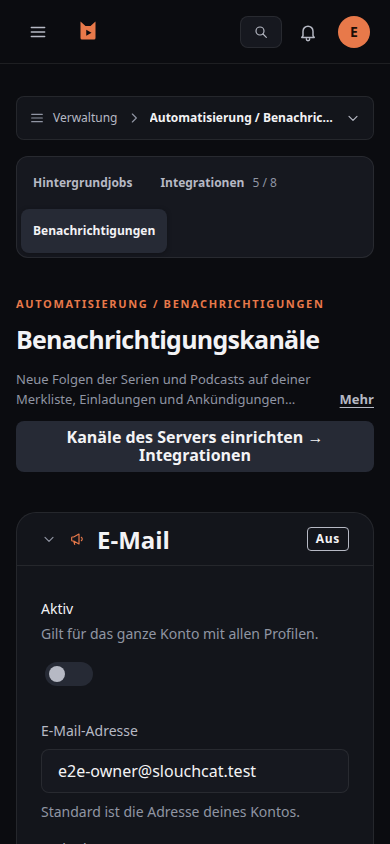 E
Verwaltung > Automatisierung / Benachric...
Hintergrundjobs Integrationen 5 / 8
Benachrichtigungen
AUTOMATISIERUNG / BENACHRICHTIGUNGEN
Benachrichtigungskanäle
Neue Folgen der Serien und Podcasts auf deiner
Merkliste, Einladungen und Ankündigungen... Mehr
Kanäle des Servers einrichten →
Integrationen
E-Mail Aus
Aktiv
Gilt für das ganze Konto mit allen Profilen.
E-Mail-Adresse
e2e-owner@slouchcat.test
Standard ist die Adresse deines Kontos.